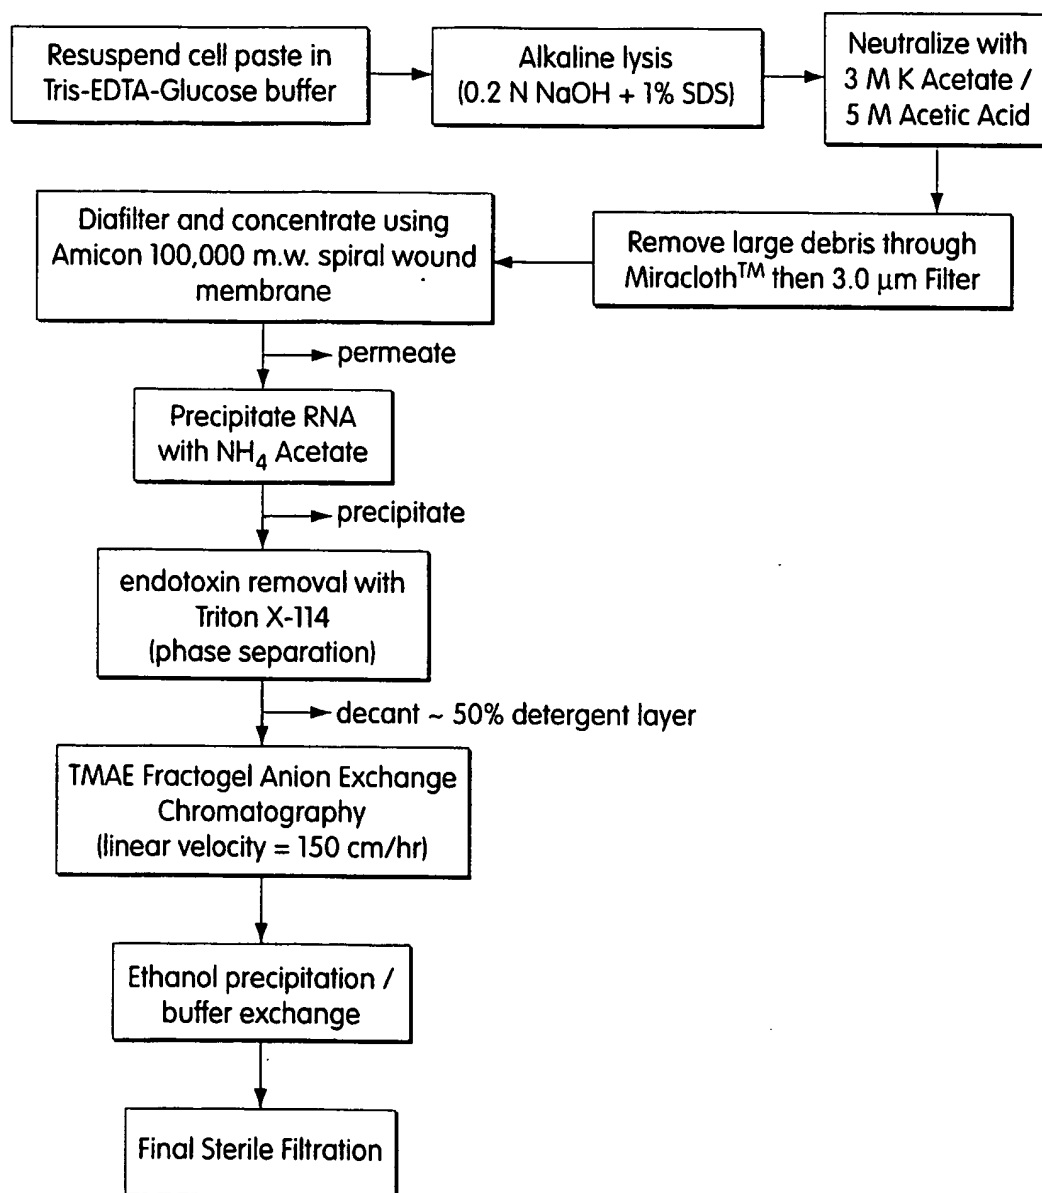 Resuspend cell paste in
Tris-EDTA-Glucose buffer
Alkaline lysis
(0.2 N NaOH + 1% SDS)
Neutralize with
3 M K Acetate /
5 M Acetic Acid
Remove large debris through
Miracloth™ then 3.0 µm Filter
Diafilter and concentrate using
Amicon 100,000 m.w. spiral wound
membrane
permeate
Precipitate RNA
with NH₄ Acetate
precipitate
endotoxin removal with
Triton X-114
(phase separation)
decant ~ 50% detergent layer
TMAE Fractogel Anion Exchange
Chromatography
(linear velocity = 150 cm/hr)
Ethanol precipitation /
buffer exchange
Final Sterile Filtration